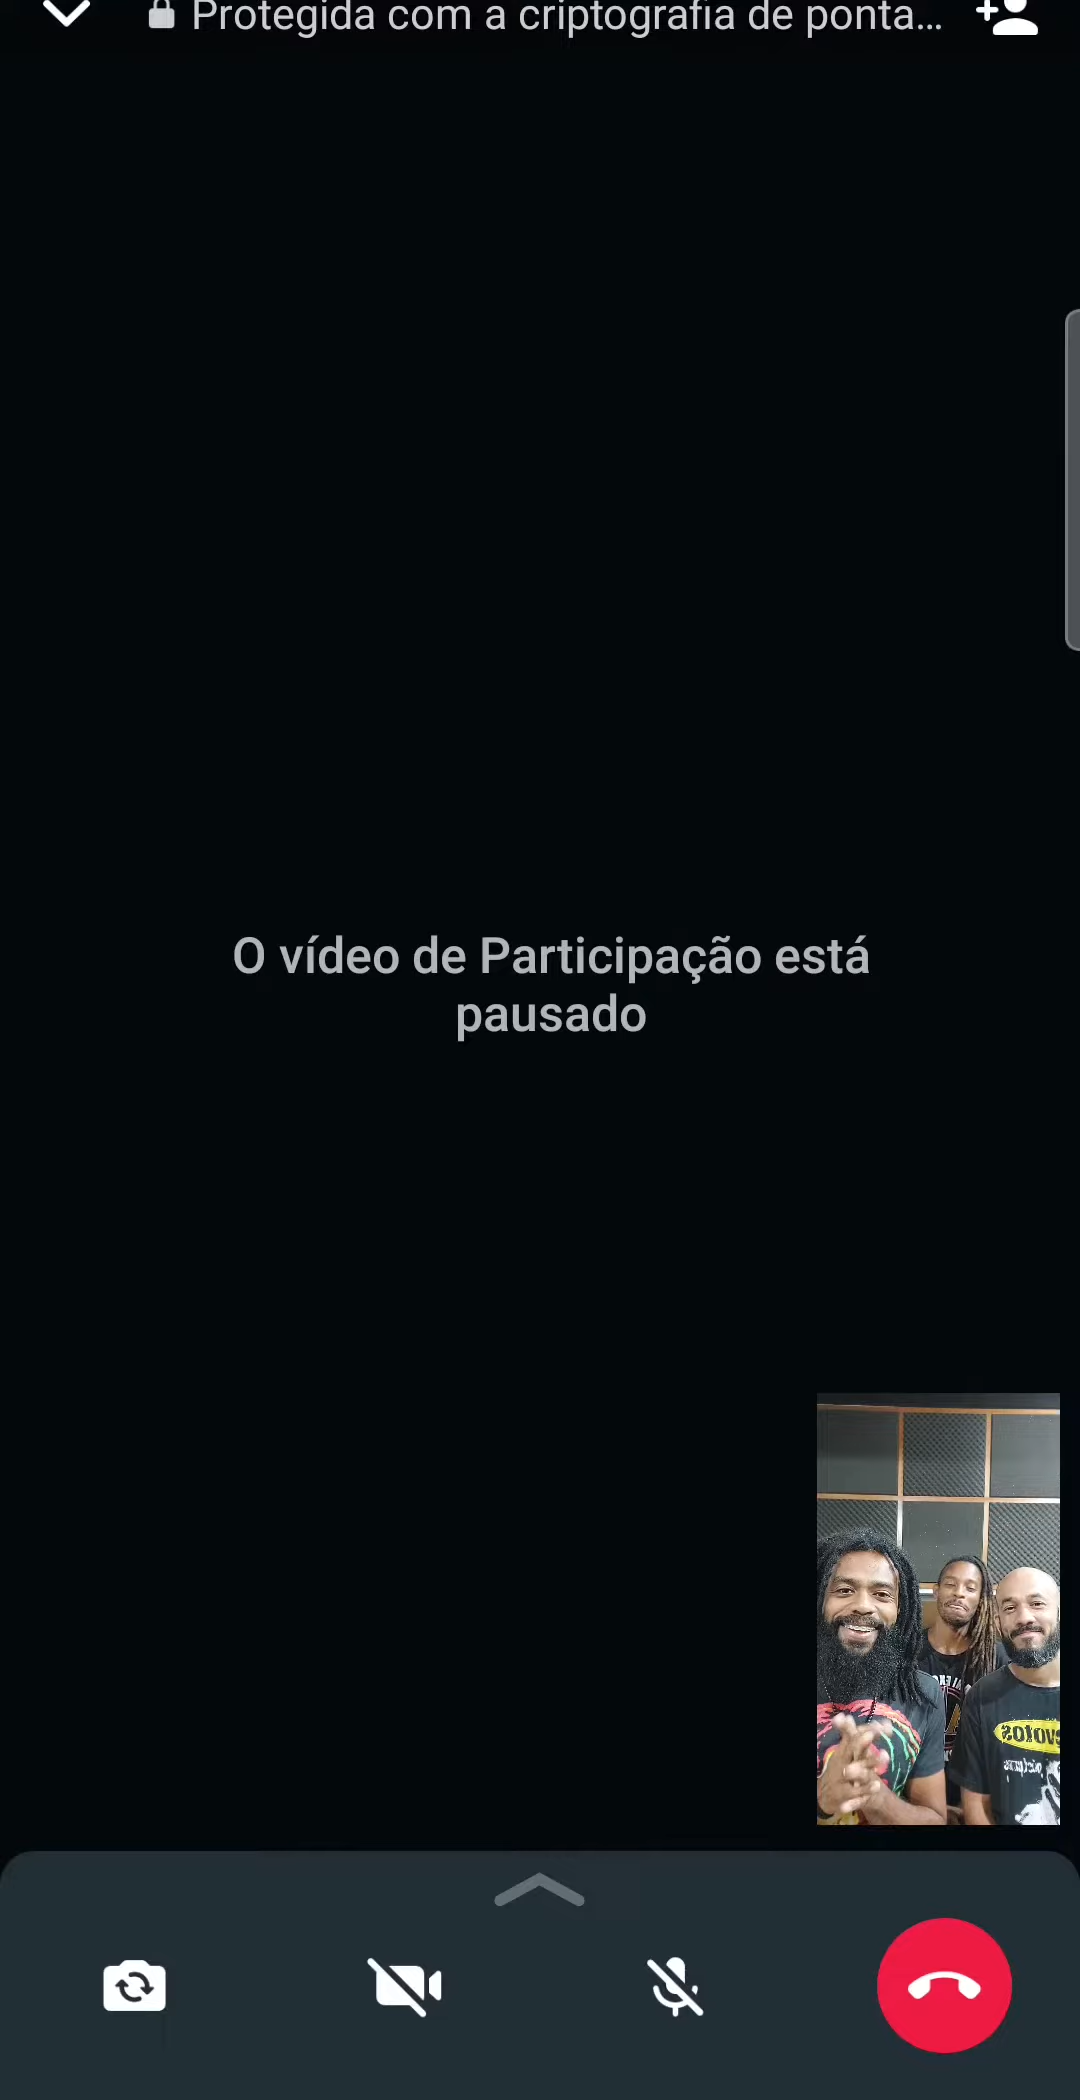 Protegida com a criptografia de ponta...
O vídeo de Participação está
pausado